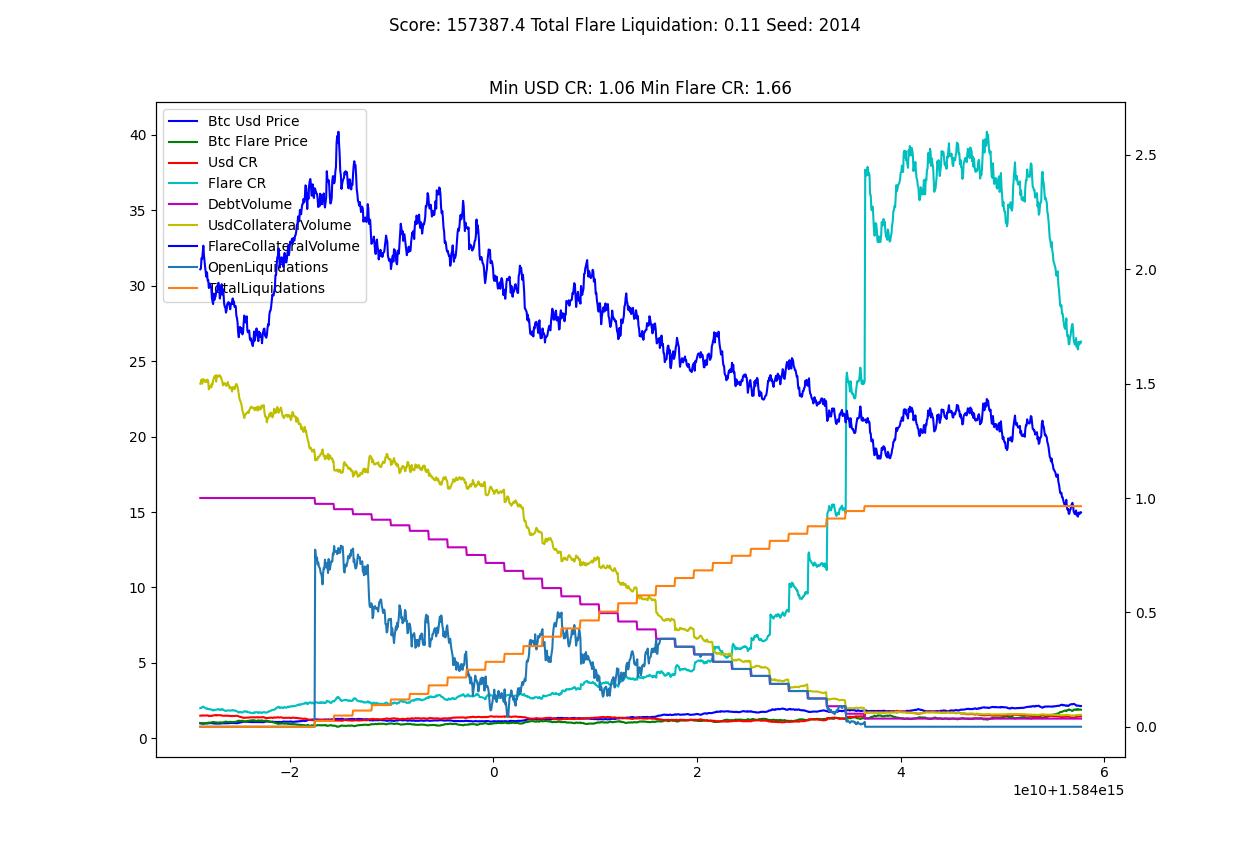 Score: 157387.4 Total Flare Liquidation: 0.11 Seed: 2014
Min USD CR: 1.06 Min Flare CR: 1.66
Btc Usd Price
Btc Flare Price
Usd CR
Flare CR
DebtVolume
UsdCollateralVolume
FlareCollateralVolume
OpenLiquidations
TotalLiquidations
40
35
30
25
20
15
10
5
0
2.5
2.0
1.5
1.0
0.5
0.0
−2
0
2
4
6
1e10+1.584e15